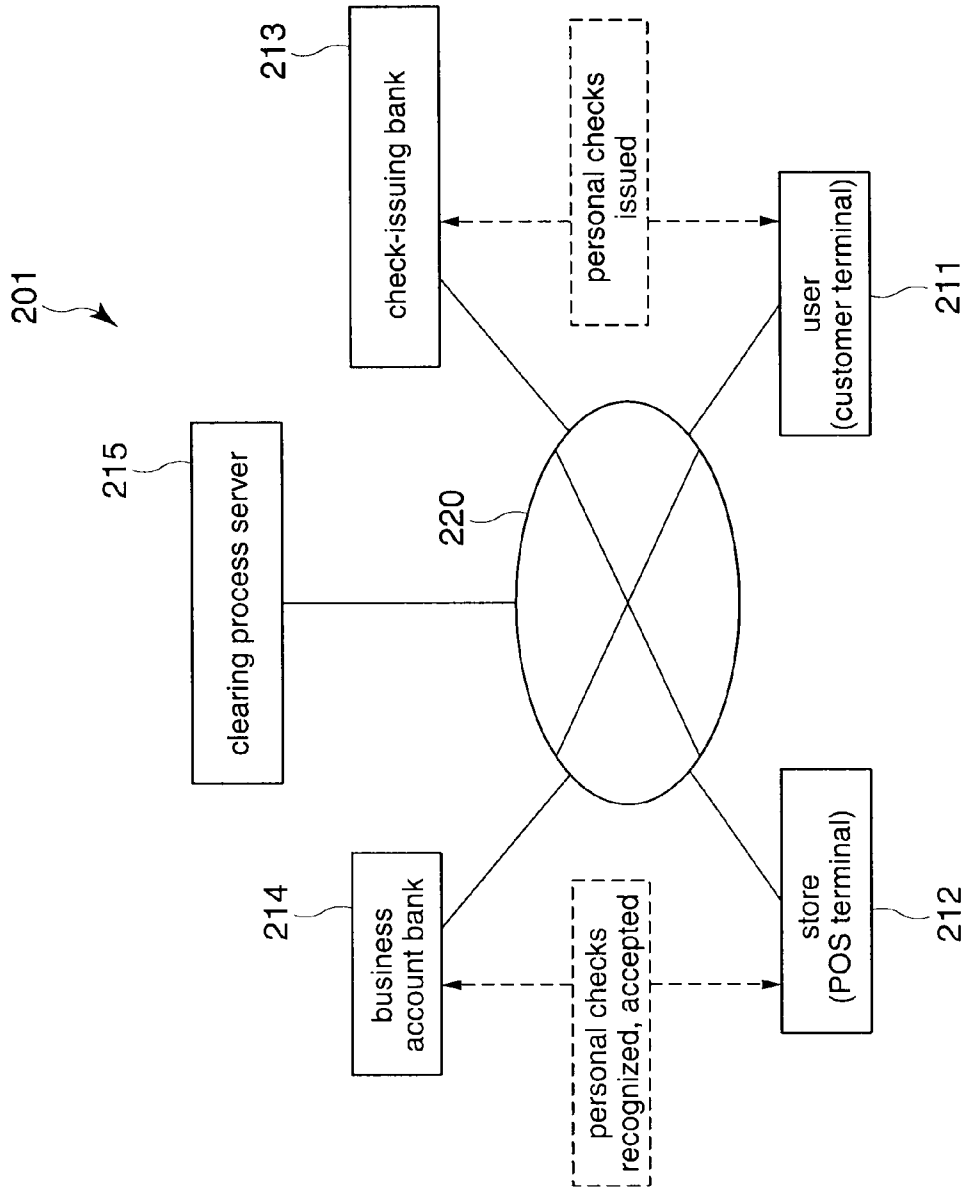 201
215
clearing process server
214
business
account bank
213
check-issuing bank
220
personal checks
recognized, accepted
personal checks
issued
store
(POS terminal)
212
user
(customer terminal)
211